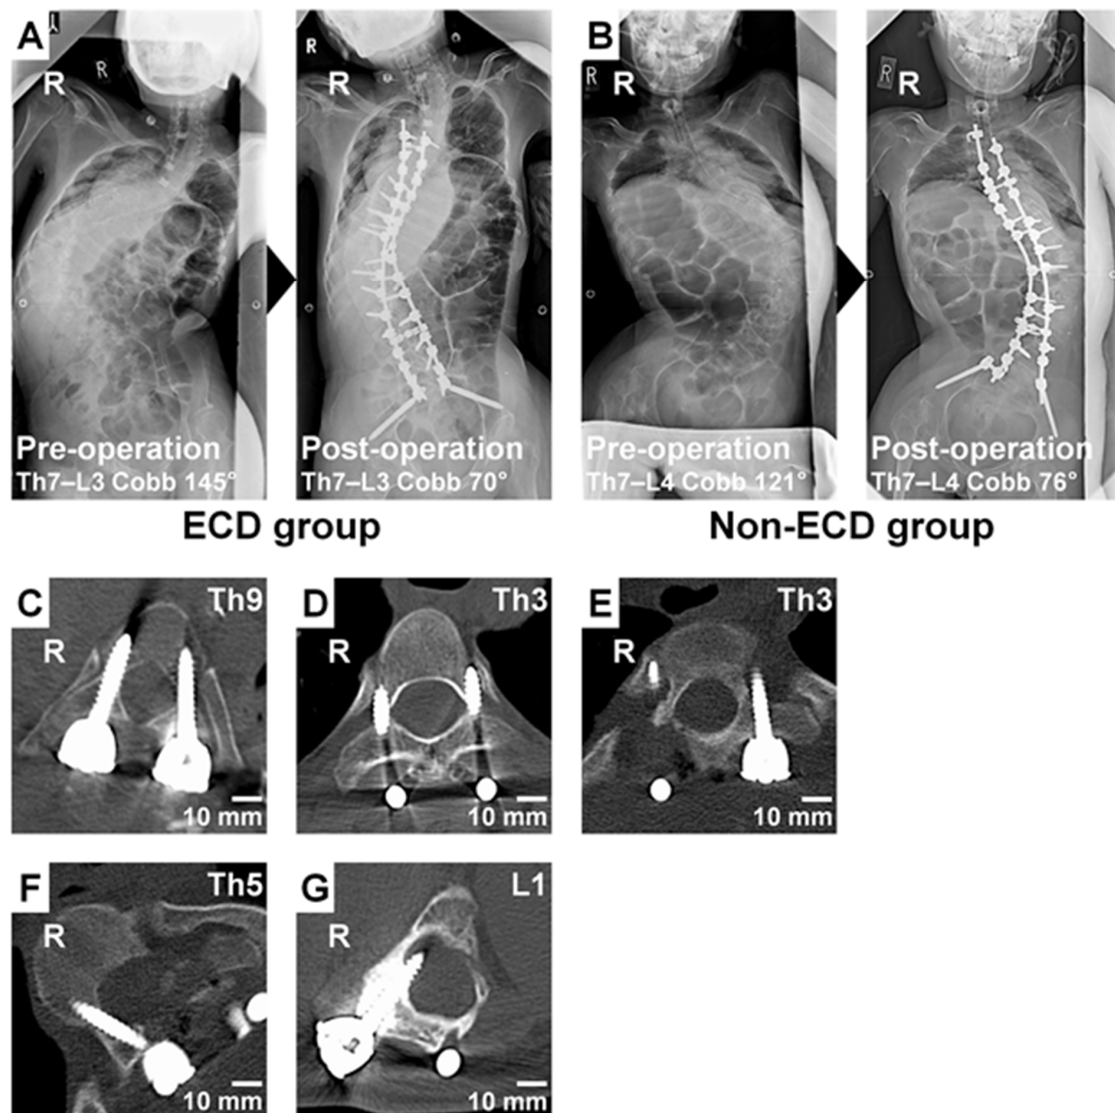 A
R
R
Pre-operation
Th7–L3 Cobb 145°
R
R
Post-operation
Th7–L3 Cobb 70°
B
R
R
Pre-operation
Th7–L4 Cobb 121°
R
R
Post-operation
Th7–L4 Cobb 76°
ECD group
Non-ECD group
C
Th9
R
10 mm
D
Th3
R
10 mm
E
Th3
R
10 mm
F
Th5
R
10 mm
G
L1
R
10 mm